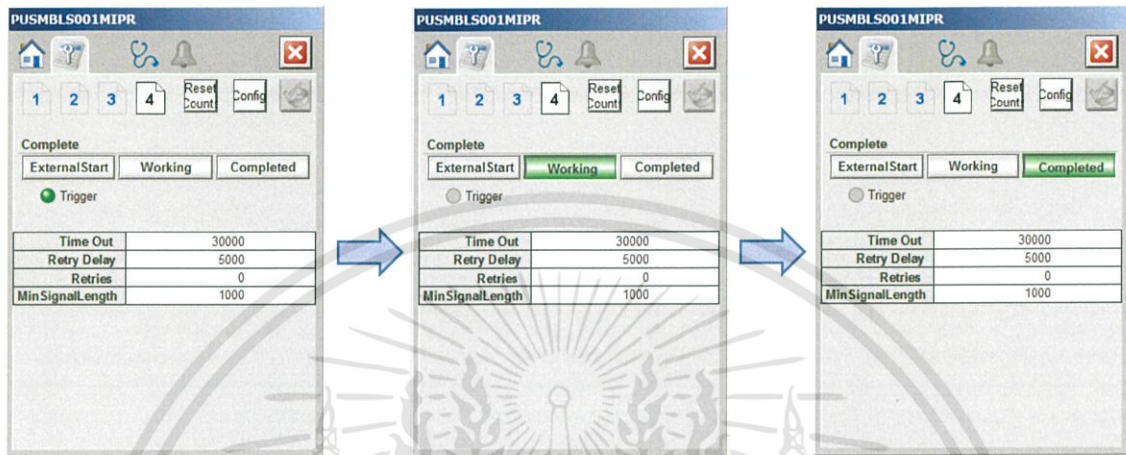 PUSMBLS001MIPR
1 2 3 4 Reset Count: Config
Complete
ExternalStart Working Completed
Trigger
Time Out 30000
Retry Delay 5000
Retries 0
MinSignalLength 1000
PUSMBLS001MIPR
1 2 3 4 Reset Count: Config
Complete
ExternalStart Working Completed
Trigger
Time Out 30000
Retry Delay 5000
Retries 0
MinSignalLength 1000
PUSMBLS001MIPR
1 2 3 4 Reset Count: Config
Complete
ExternalStart Working Completed
Trigger
Time Out 30000
Retry Delay 5000
Retries 0
MinSignalLength 1000